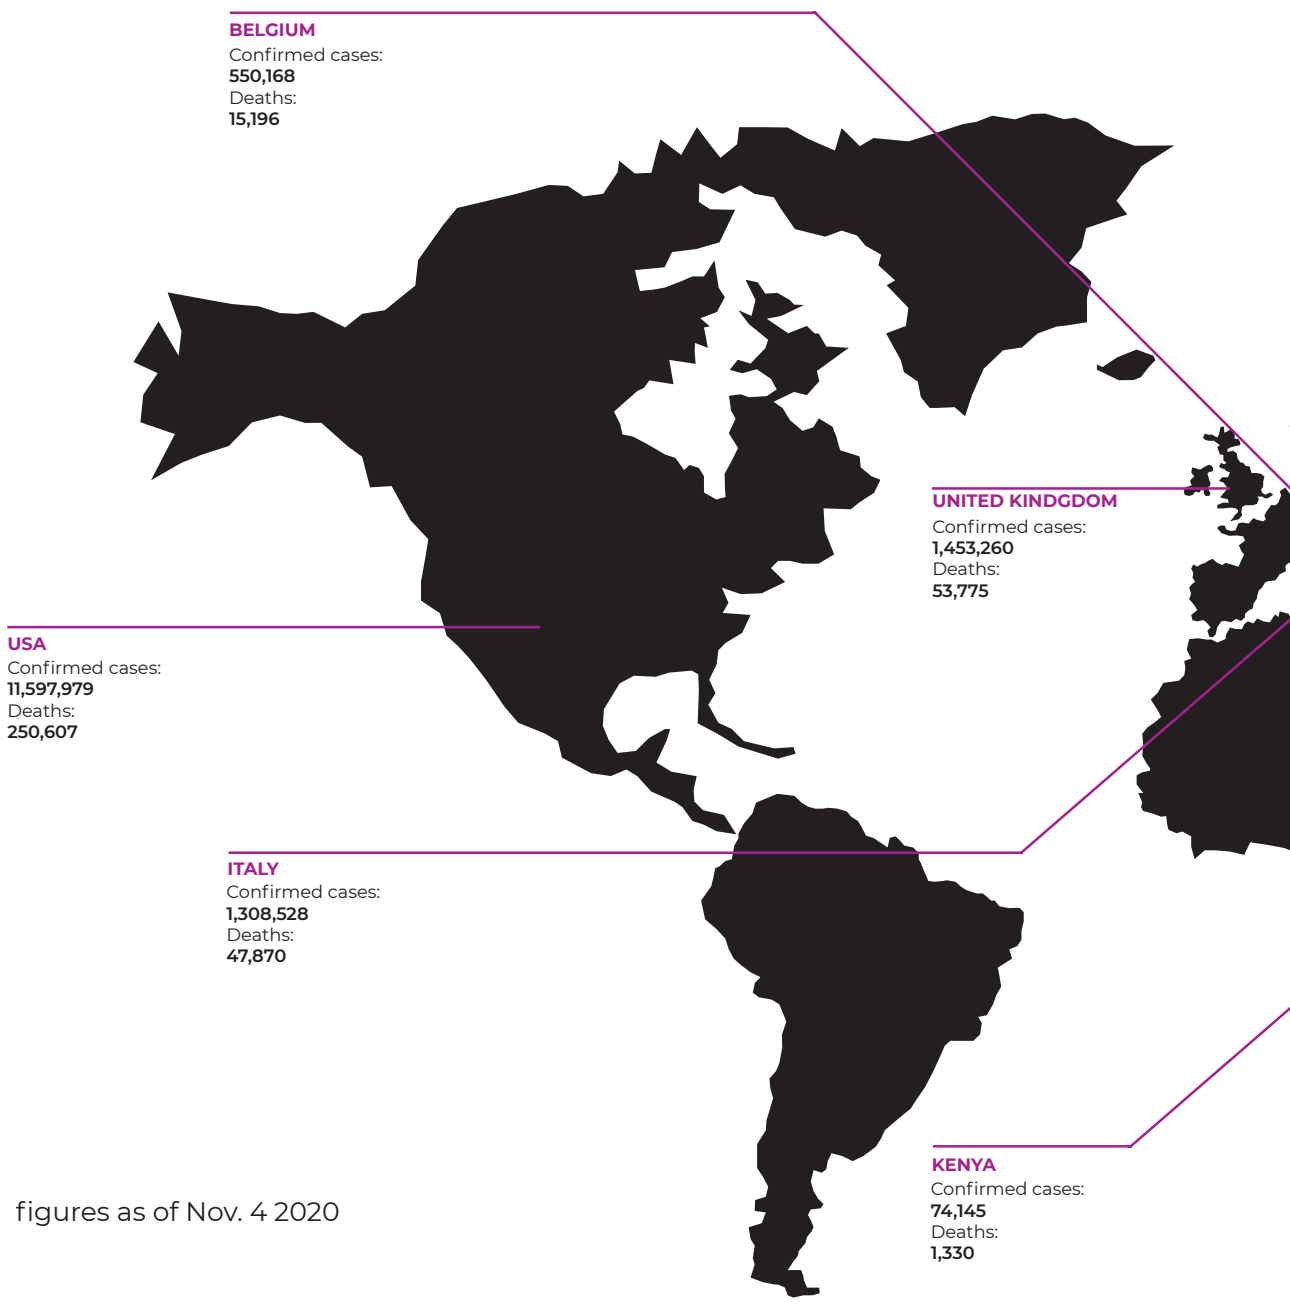 BELGIUM
Confirmed cases:
550,168
Deaths:
15,196
UNITED KINDGDOM
Confirmed cases:
1,453,260
Deaths:
53,775
USA
Confirmed cases:
11,597,979
Deaths:
250,607
ITALY
Confirmed cases:
1,308,528
Deaths:
47,870
KENYA
Confirmed cases:
74,145
Deaths:
1,330
figures as of Nov. 4 2020